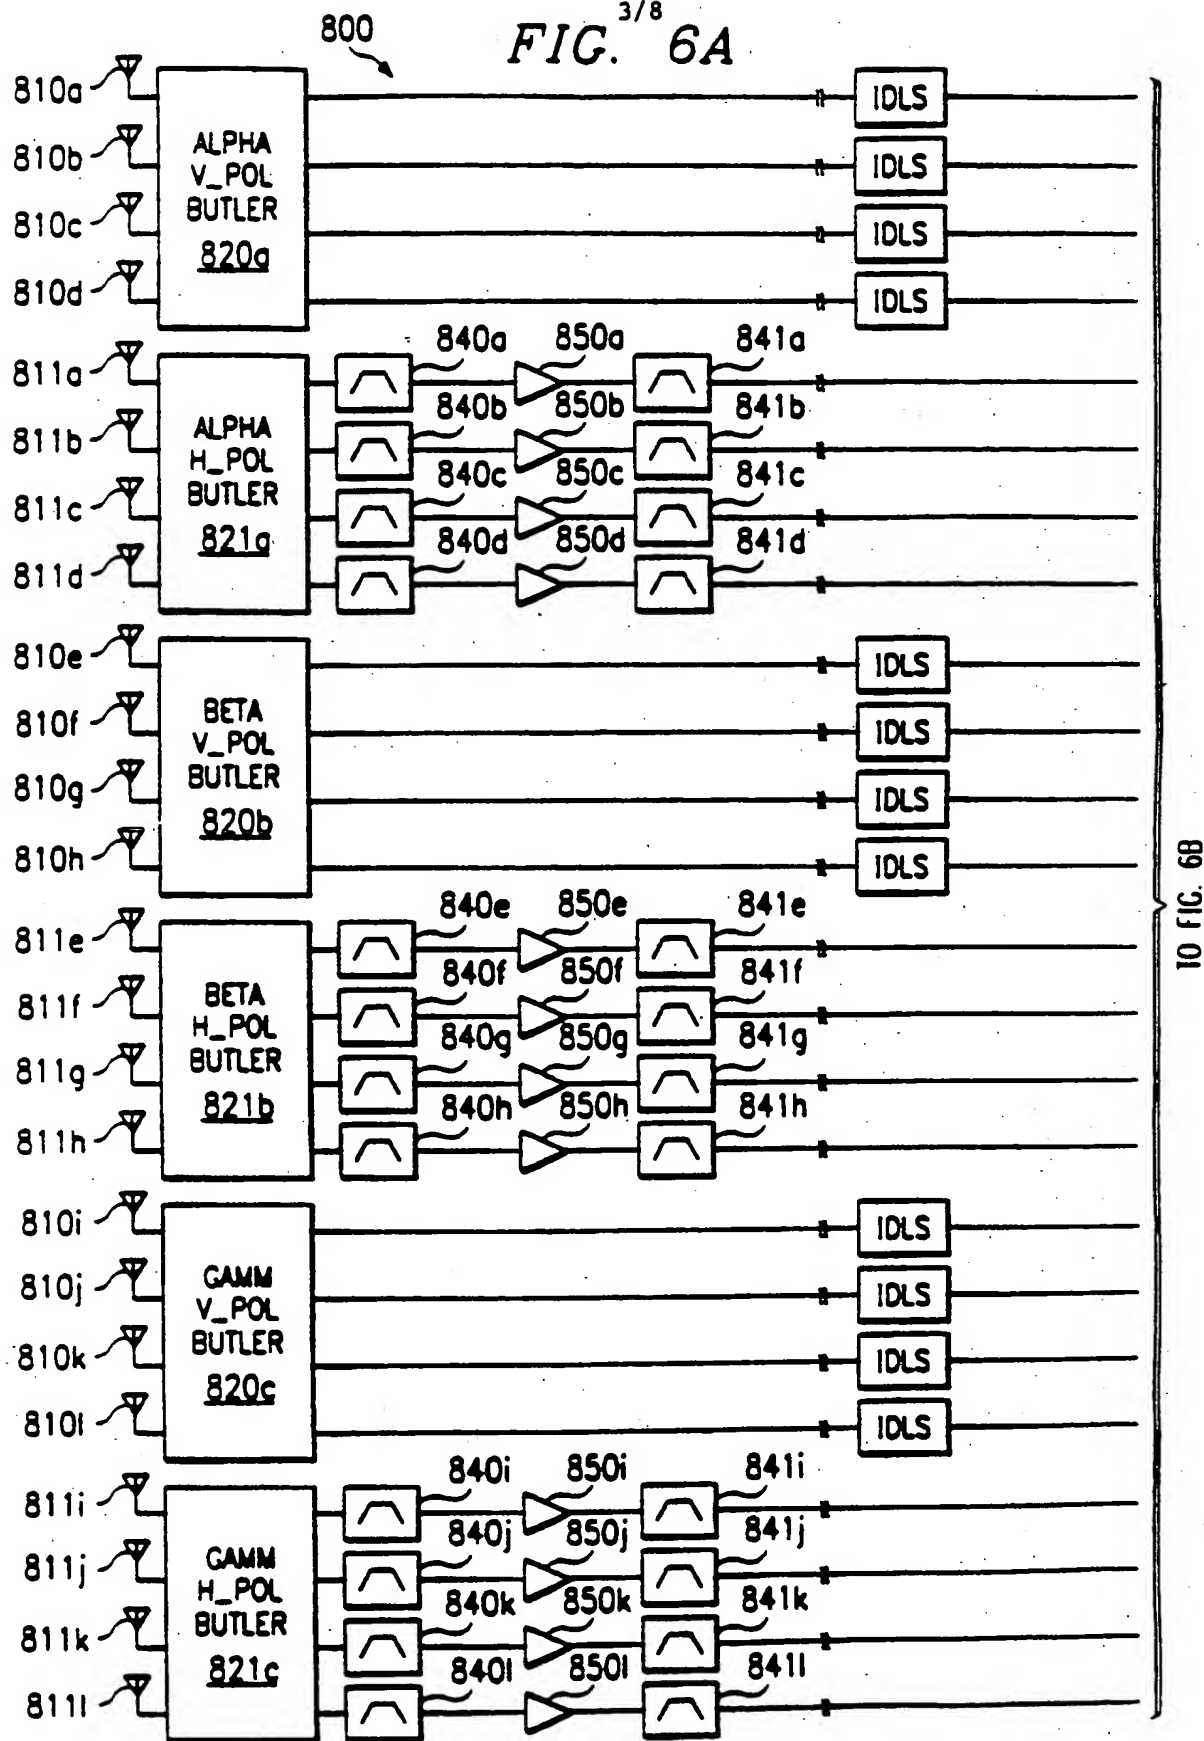 3/8
FIG. 6A
800
810a
810b
810c
810d
ALPHA
V_POL
BUTLER
820a
IDLS
IDLS
IDLS
IDLS
811a
811b
811c
811d
ALPHA
H_POL
BUTLER
821a
840a 850a 841a
840b 850b 841b
840c 850c 841c
840d 850d 841d
810e
810f
810g
810h
BETA
V_POL
BUTLER
820b
IDLS
IDLS
IDLS
IDLS
811e
811f
811g
811h
BETA
H_POL
BUTLER
821b
840e 850e 841e
840f 850f 841f
840g 850g 841g
840h 850h 841h
810i
810j
810k
810l
GAMM
V_POL
BUTLER
820c
IDLS
IDLS
IDLS
IDLS
811i
811j
811k
811l
GAMM
H_POL
BUTLER
821c
840i 850i 841i
840j 850j 841j
840k 850k 841k
840l 850l 841l
TO FIG. 6B